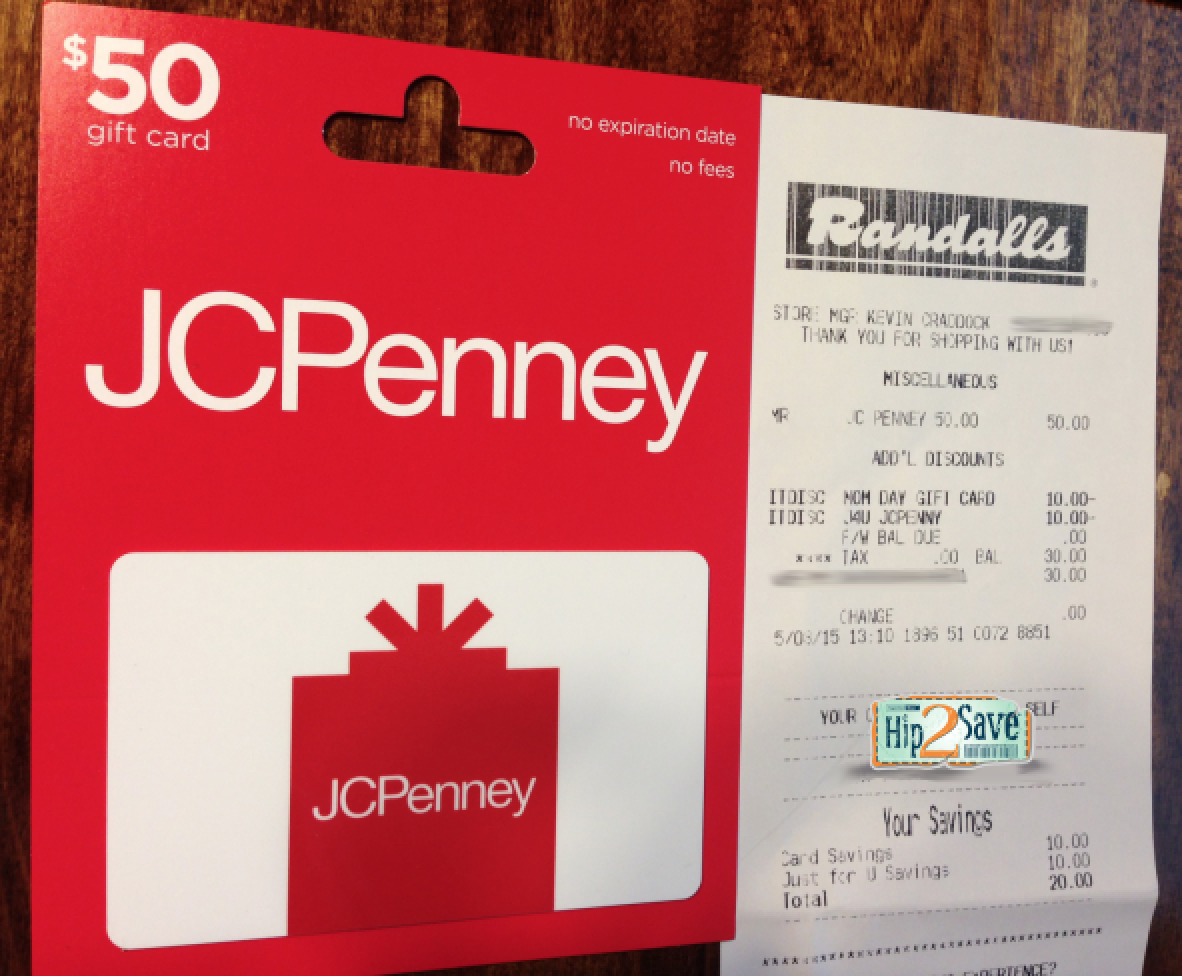 $50
gift card
no expiration date
no fees
JCPenney
JCPenney
Randalls
STORE MGR KEVIN CRADDOCK
THANK YOU FOR SHOPPING WITH US!
MISCELLANEOUS
MR JC PENNEY 50.00 50.00
ADD'L DISCOUNTS
ITDISC MOM DAY GIFT CARD 10.00-
ITDISC J4U JCPENNY 10.00-
F/W BAL DUE .00
**** TAX .00 BAL 30.00
30.00
CHANGE .00
13:10 1896 51 0072 8851
YOUR SELF
Hip2Save
Your Savings
Card Savings 10.00
Just for U Savings 10.00
Total 20.00
EXPERIENCE?